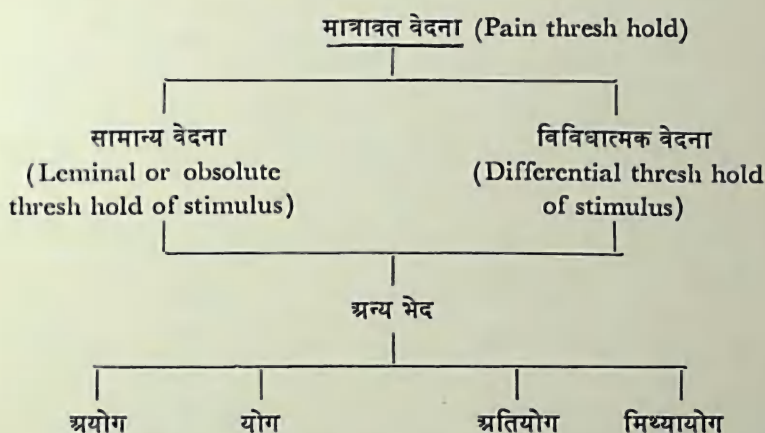 मात्रावत वेदना (Pain thresh hold)
सामान्य वेदना
(Leminal or obsolute
thresh hold of stimulus)
विविधात्मक वेदना
(Differential thresh hold
of stimulus)
अन्य भेद
अयोग योग अतियोग मिथ्यायोग